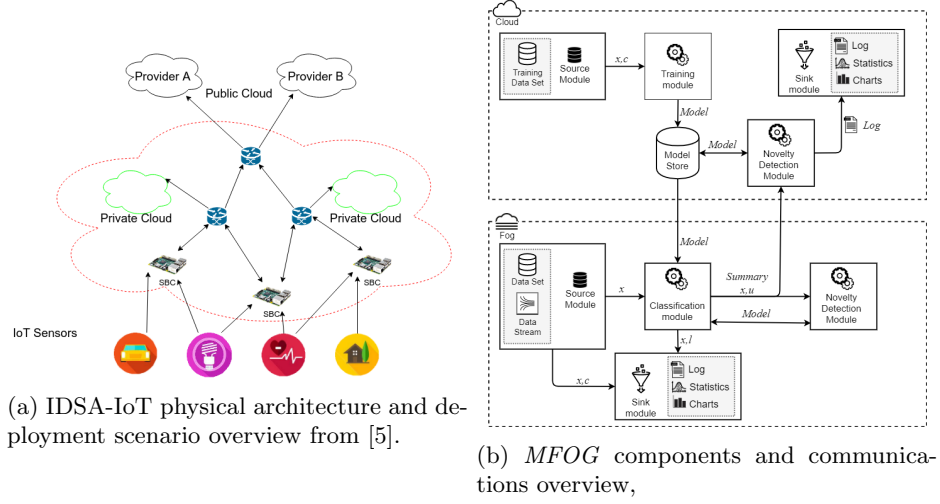 Provider A
Provider B
Public Cloud
Private Cloud
Private Cloud
SBC
SBC
SBC
IoT Sensors
(a) IDSA-IoT physical architecture and de-
ployment scenario overview from [5].
Cloud
Training
Data Set
Source
Module
x,c
Training
module
Model
Model
Store
Model
Novelty
Detection
Module
Log
Sink
module
Log
Statistics
Charts
Model
Fog
Data Set
Data
Stream
Source
Module
x
Classification
module
Summary
x,u
Model
Novelty
Detection
Module
x,l
x,c
Sink
module
Log
Statistics
Charts
(b) MFOG components and communica-
tions overview,